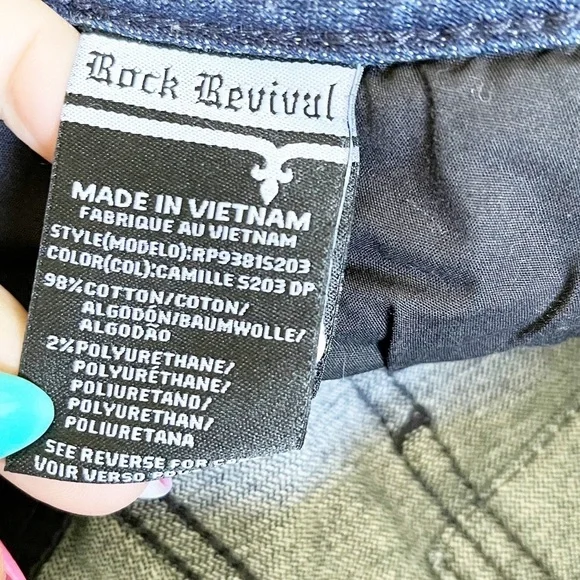 Rock Revival
MADE IN VIETNAM
FABRIQUE AU VIETNAM
STYLE(MODELO):RP9381S203
COLOR(COL):CAMILLE S203 DP
98%COTTON/COTON/
ALGODÓN/BAUMWOLLE/
ALGODÃO
2%POLYURETHANE/
POLYURÉTHANE/
POLIURETANO/
POLYURETHAN/
POLIURETANA
SEE REVERSE FOR
VOIR VERSO